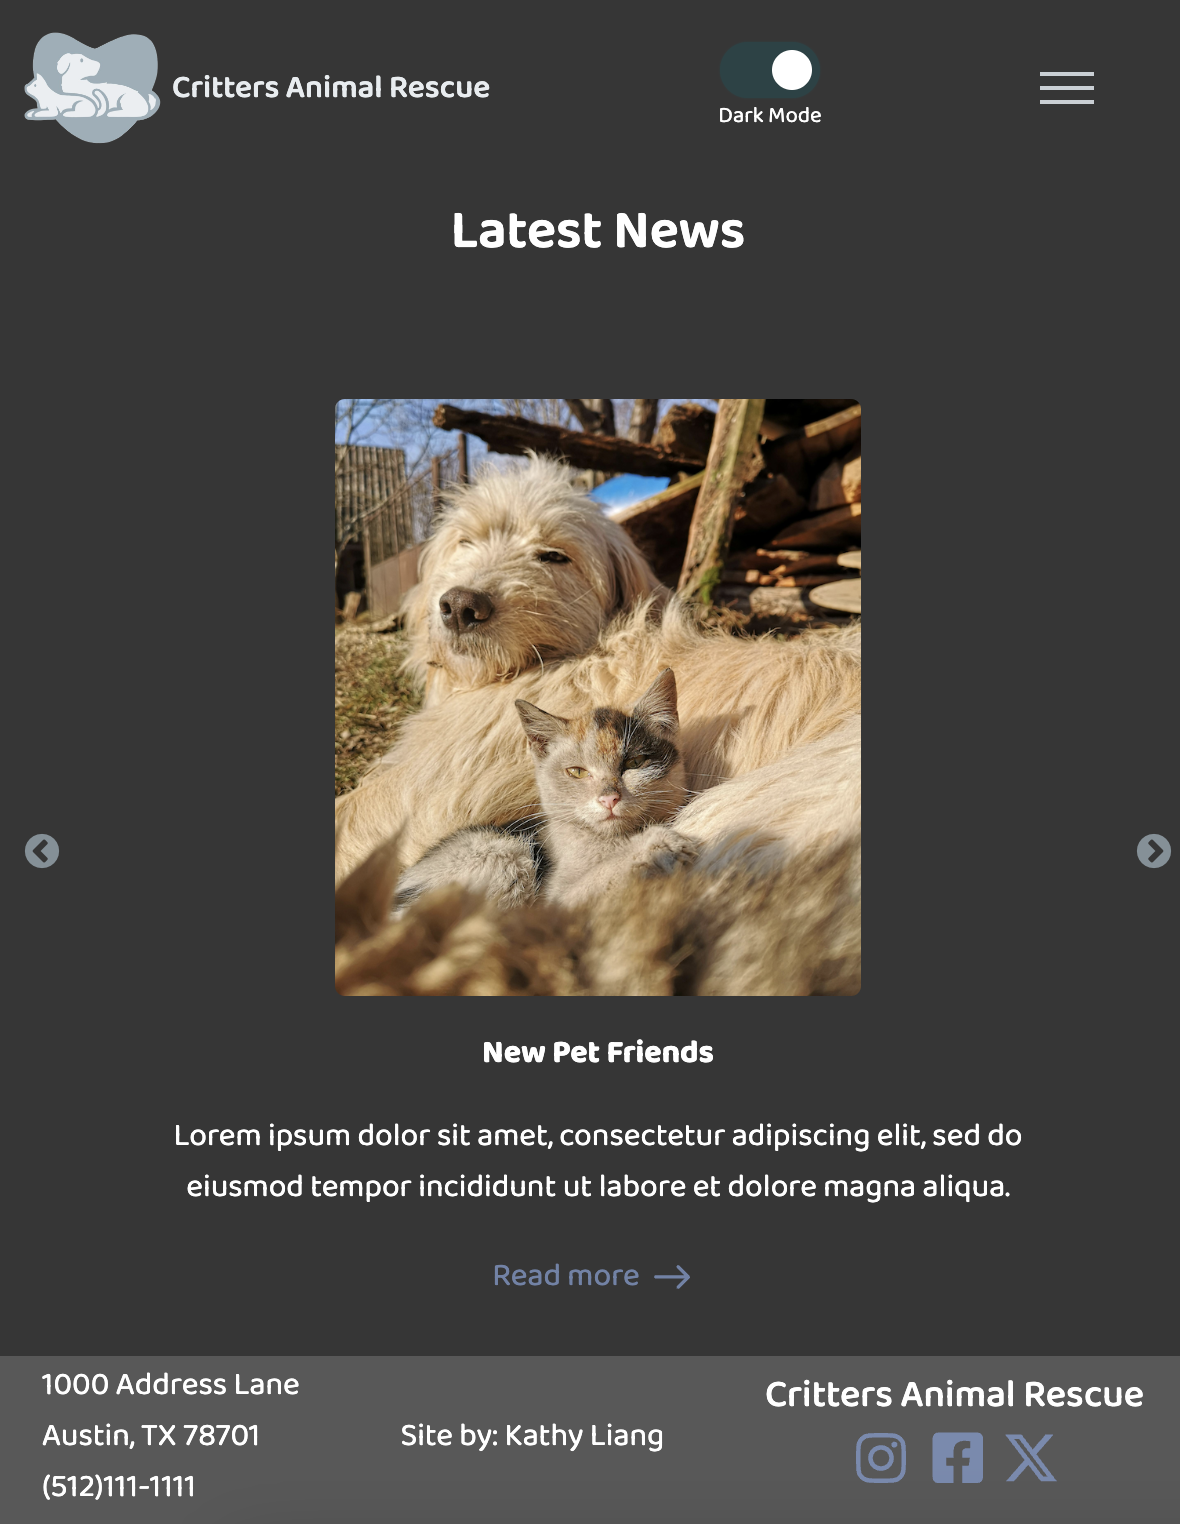 Critters Animal Rescue
Dark Mode
Latest News
New Pet Friends
Lorem ipsum dolor sit amet, consectetur adipiscing elit, sed do
eiusmod tempor incididunt ut labore et dolore magna aliqua.
Read more
1000 Address Lane
Austin, TX 78701
(512)111-1111
Site by: Kathy Liang
Critters Animal Rescue